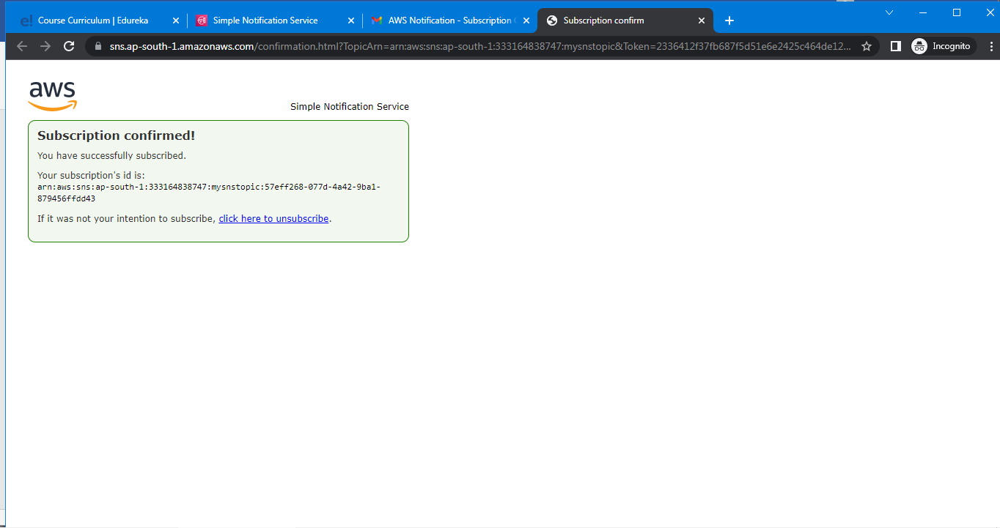 Course Curriculum | Edureka
Simple Notification Service
AWS Notification - Subscription
Subscription confirm
sns.ap-south-1.amazonaws.com/confirmation.html?TopicArn=arn:aws:sns:ap-south-1:333164838747:mysnstopic&Token=2336412f37fb687f5d51e6e2425c464de12...
Incognito
aws
Simple Notification Service
Subscription confirmed!
You have successfully subscribed.
Your subscription's id is:
arn:aws:sns:ap-south-1:333164838747:mysnstopic:57eff268-077d-4a42-9ba1-
879456ffdd43
If it was not your intention to subscribe, click here to unsubscribe.